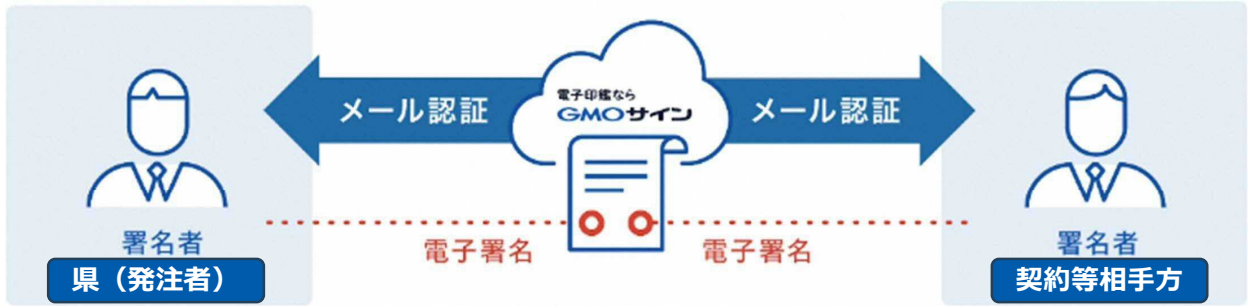 メール認証
電子印鑑なら
GMOサイン
メール認証
電子署名
電子署名
署名者
県（発注者）
署名者
契約等相手方